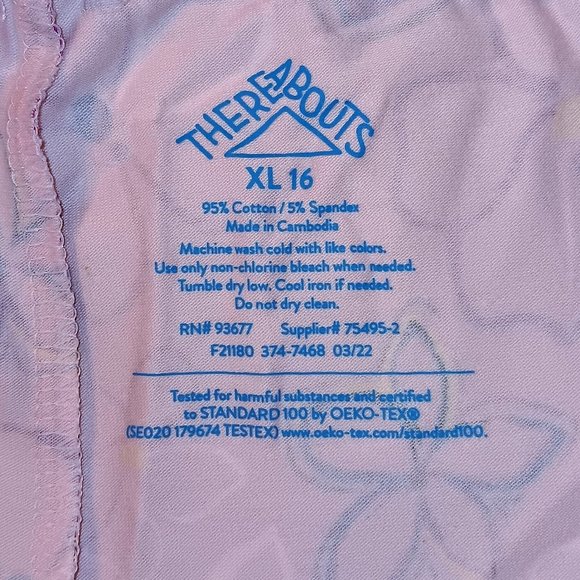 THEREABOUTS
XL 16
95% Cotton / 5% Spandex
Made in Cambodia
Machine wash cold with like colors.
Use only non-chlorine bleach when needed.
Tumble dry low. Cool iron if needed.
Do not dry clean.
RN# 93677 Supplier# 75495-2
F21180 374-7468 03/22
Tested for harmful substances and certified
to STANDARD 100 by OEKO-TEX®
(SE020 179674 TESTEX) www.oeko-tex.com/standard100.